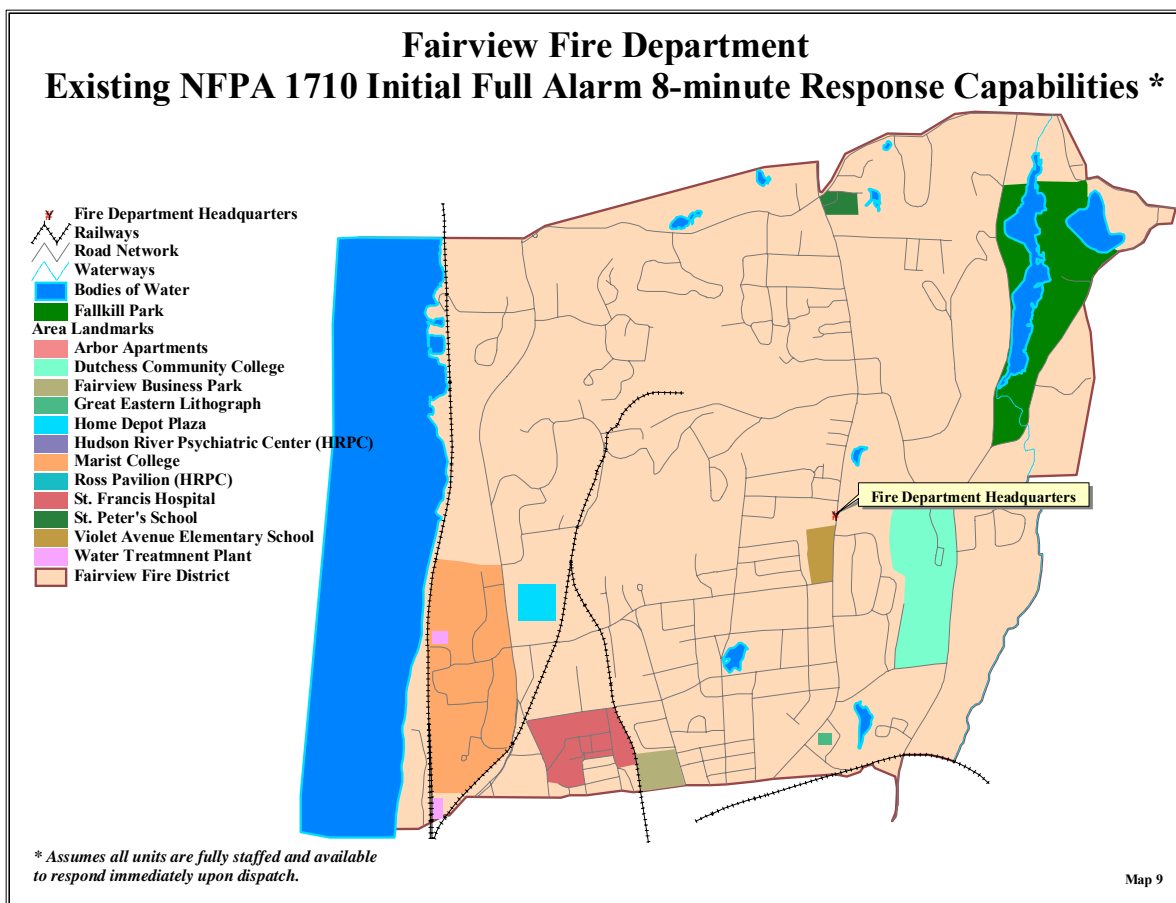 Fairview Fire Department
Existing NFPA 1710 Initial Full Alarm 8-minute Response Capabilities *
Fire Department Headquarters
Railways
Road Network
Waterways
Bodies of Water
Fallkill Park
Area Landmarks
Arbor Apartments
Dutchess Community College
Fairview Business Park
Great Eastern Lithograph
Home Depot Plaza
Hudson River Psychiatric Center (HRPC)
Marist College
Ross Pavilion (HRPC)
St. Francis Hospital
St. Peter's School
Violet Avenue Elementary School
Water Treatmnent Plant
Fairview Fire District
Fire Department Headquarters
* Assumes all units are fully staffed and available
to respond immediately upon dispatch.
Map 9